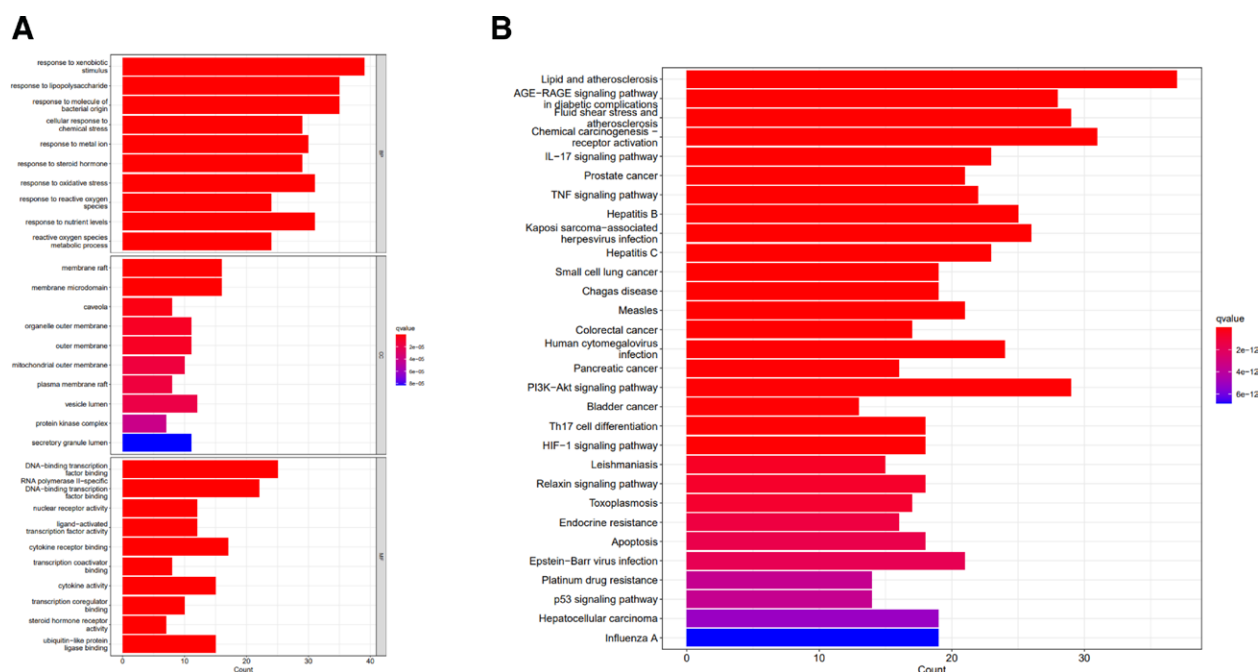 A
response to xenobiotic
stimulus
response to lipopolysaccharide
response to molecule of
bacterial origin
cellular response to
chemical stress
response to metal ion
response to steroid hormone
response to oxidative stress
response to reactive oxygen
species
response to nutrient levels
reactive oxygen species
metabolic process
BP
membrane raft
membrane microdomain
caveola
organelle outer membrane
outer membrane
mitochondrial outer membrane
plasma membrane raft
vesicle lumen
protein kinase complex
secretory granule lumen
CC
DNA−binding transcription
factor binding
RNA polymerase II−specific
DNA−binding transcription
factor binding
nuclear receptor activity
ligand−activated
transcription factor activity
cytokine receptor binding
transcription coactivator
binding
cytokine activity
transcription coregulator
binding
steroid hormone receptor
activity
ubiquitin−like protein
ligase binding
MF
0 10 20 30 40
Count
qvalue
2e−05
4e−05
6e−05
8e−05
B
Lipid and atherosclerosis
AGE−RAGE signaling pathway
in diabetic complications
Fluid shear stress and
atherosclerosis
Chemical carcinogenesis −
receptor activation
IL−17 signaling pathway
Prostate cancer
TNF signaling pathway
Hepatitis B
Kaposi sarcoma−associated
herpesvirus infection
Hepatitis C
Small cell lung cancer
Chagas disease
Measles
Colorectal cancer
Human cytomegalovirus
infection
Pancreatic cancer
PI3K−Akt signaling pathway
Bladder cancer
Th17 cell differentiation
HIF−1 signaling pathway
Leishmaniasis
Relaxin signaling pathway
Toxoplasmosis
Endocrine resistance
Apoptosis
Epstein−Barr virus infection
Platinum drug resistance
p53 signaling pathway
Hepatocellular carcinoma
Influenza A
0 10 20 30
Count
qvalue
2e−12
4e−12
6e−12